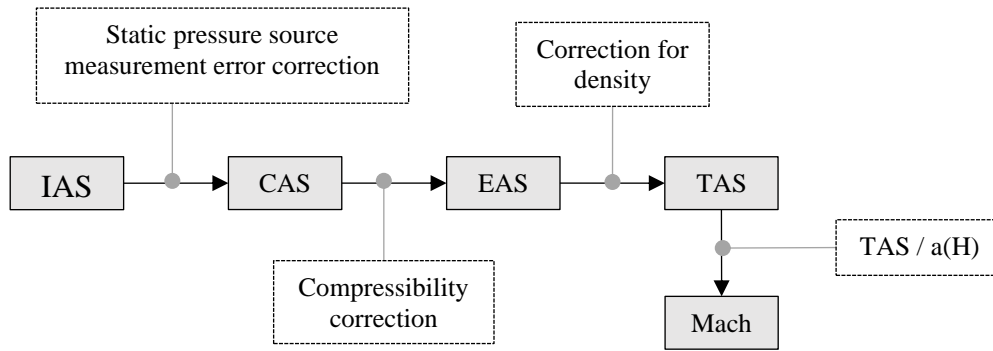 Static pressure source
measurement error correction
Correction for
density
IAS
CAS
EAS
TAS
TAS / a(H)
Compressibility
correction
Mach